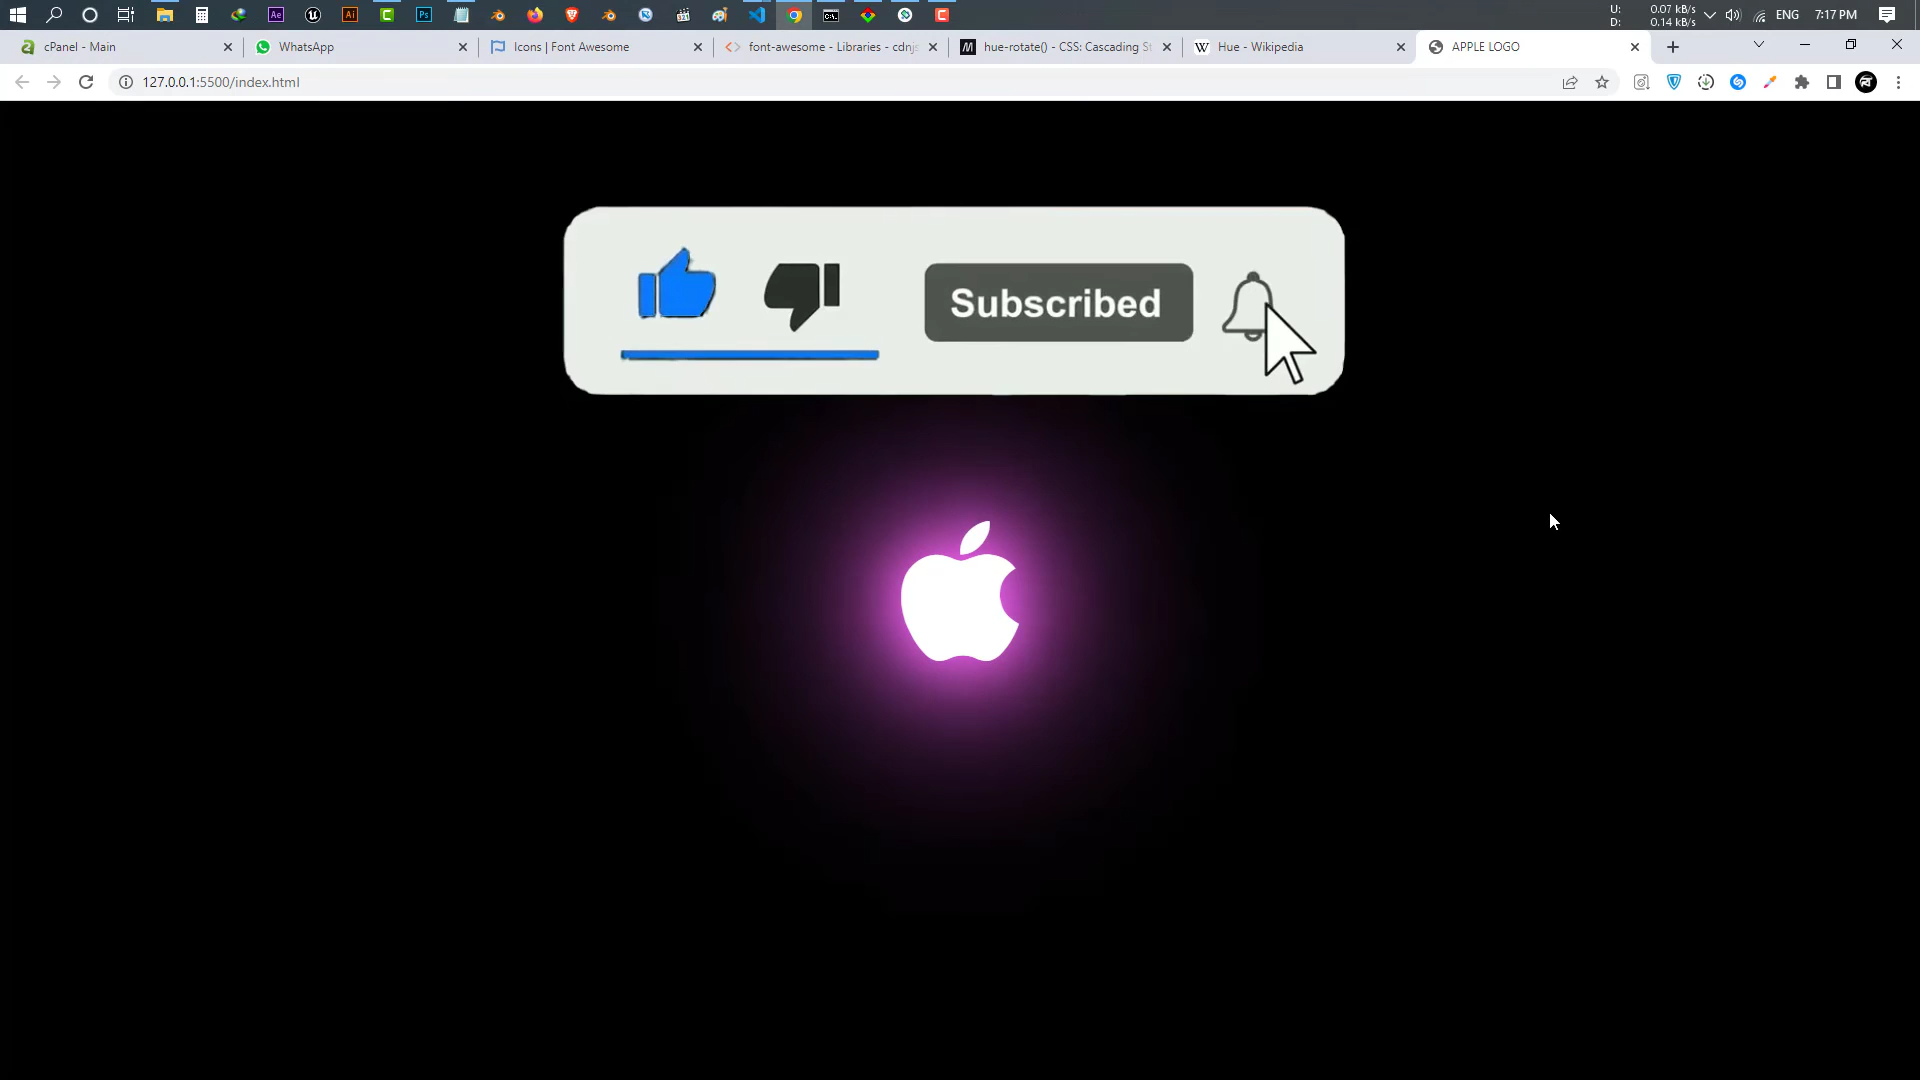 U: 0.07 kB/s
D: 0.14 kB/s
ENG 7:17 PM
cPanel - Main
WhatsApp
Icons | Font Awesome
font-awesome - Libraries - cdnjs
hue-rotate() - CSS: Cascading St
Hue - Wikipedia
APPLE LOGO
127.0.0.1:5500/index.html
Subscribed